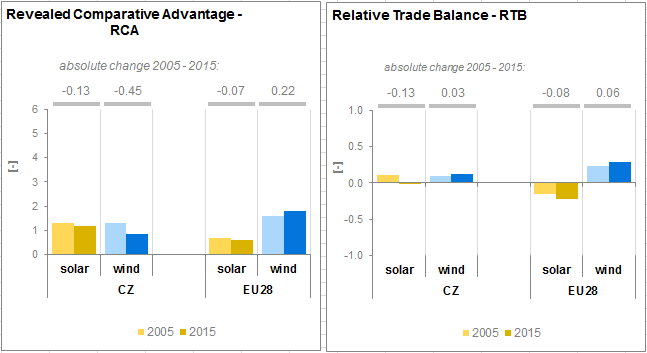 Revealed Comparative Advantage -
RCA
absolute change 2005 - 2015:
-0.13 -0.45 -0.07 0.22
6
5
4
3
2
1
0
[-]
solar wind solar wind
CZ EU28
2005 2015
Relative Trade Balance - RTB
absolute change 2005 - 2015:
-0.13 0.03 -0.08 0.06
1.0
0.5
0.0
-0.5
-1.0
[-]
solar wind solar wind
CZ EU28
2005 2015